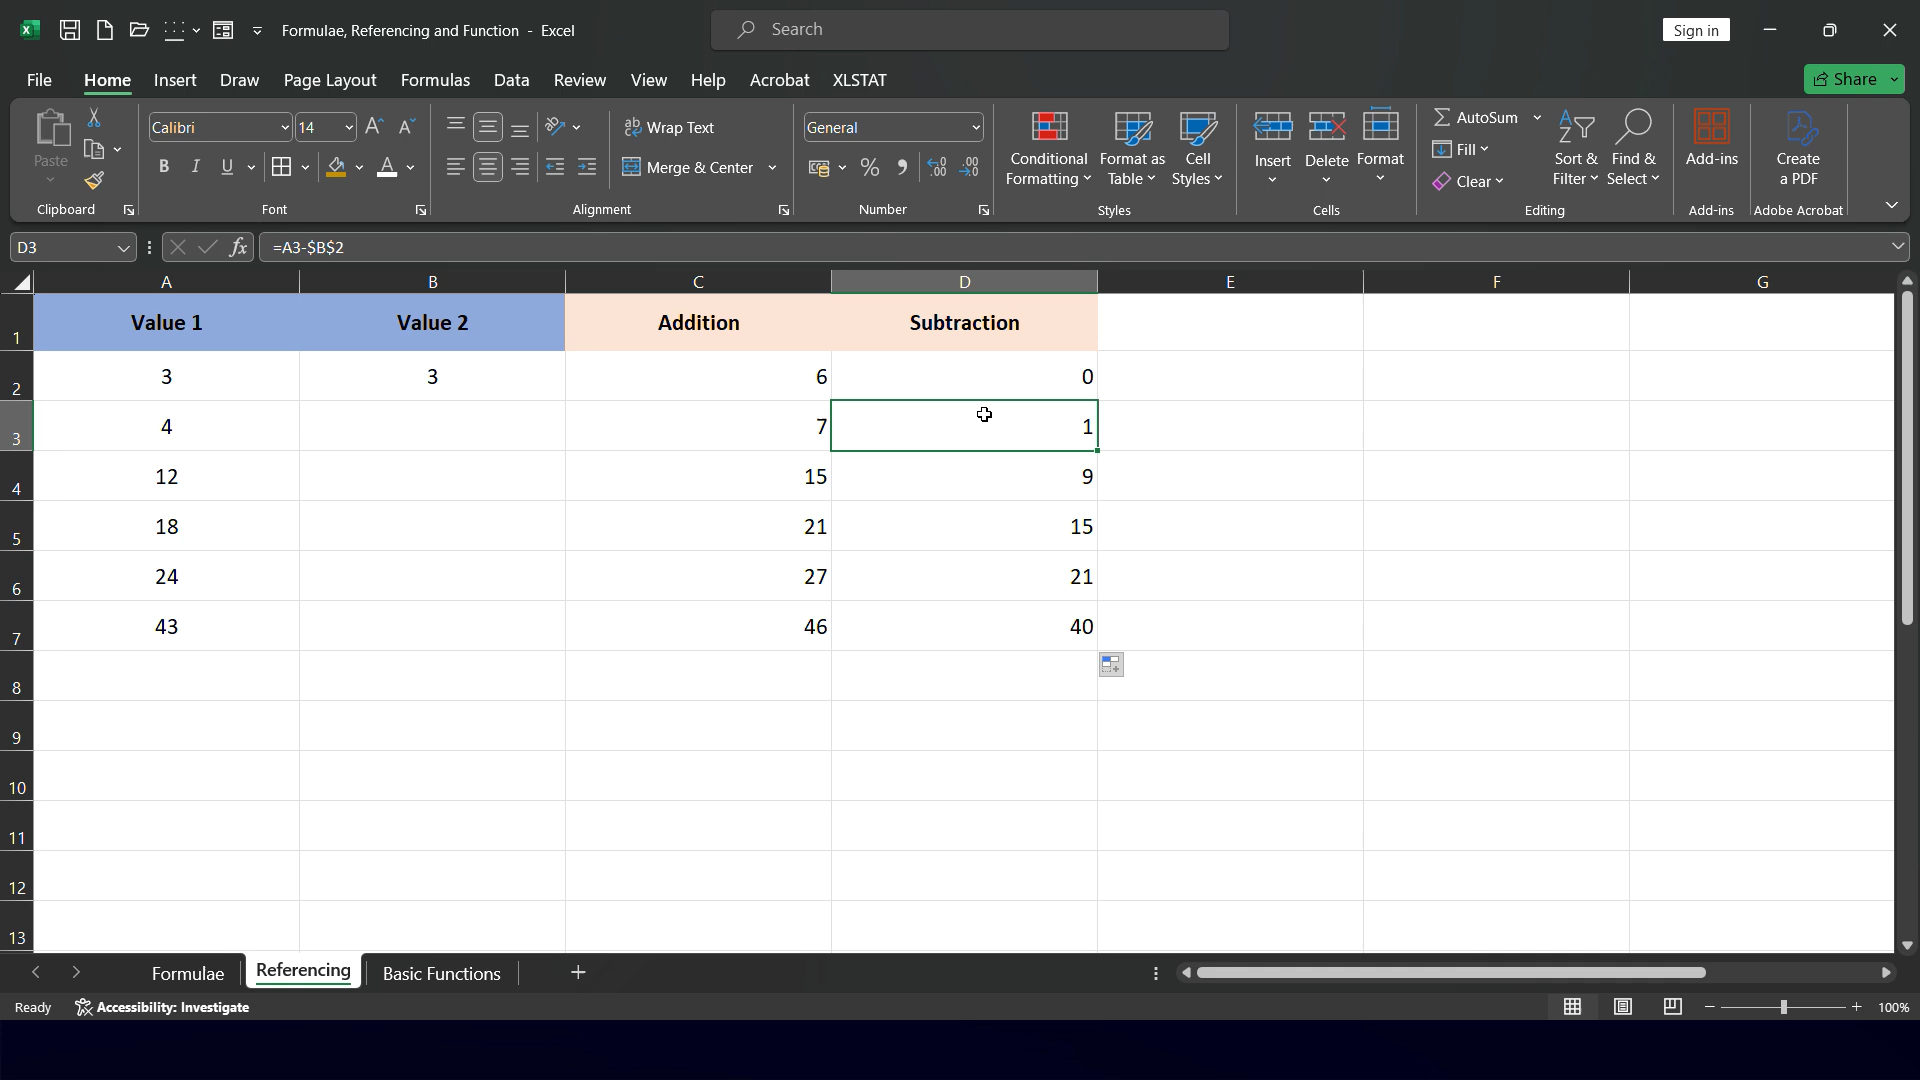 Formulae, Referencing and Function - Excel
Search
Sign in
File Home Insert Draw Page Layout Formulas Data Review View Help Acrobat XLSTAT
Share
Paste
Clipboard
Calibri 14
B I U
A
Font
Wrap Text
Merge & Center
Alignment
General
%
Number
Conditional Formatting
Format as Table
Cell Styles
Styles
Insert Delete Format
Cells
AutoSum
Fill
Clear
Sort & Filter
Find & Select
Editing
Add-ins
Add-ins
Create a PDF
Adobe Acrobat
D3 fx =A3-$B$2
A B C D E F G
1 Value 1 Value 2 Addition Subtraction
2 3 3 6 0
3 4 7 1
4 12 15 9
5 18 21 15
6 24 27 21
7 43 46 40
8
9
10
11
12
13
Formulae Referencing Basic Functions
Ready Accessibility: Investigate 100%